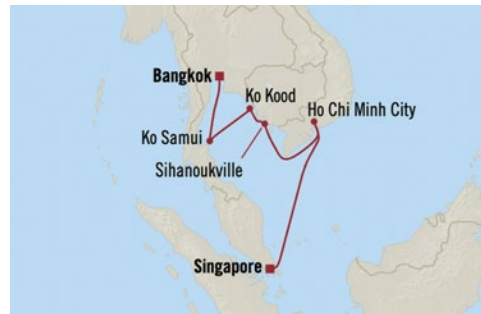 Bangkok
Ko Kood
Ho Chi Minh City
Ko Samui
Sihanoukville
Singapore